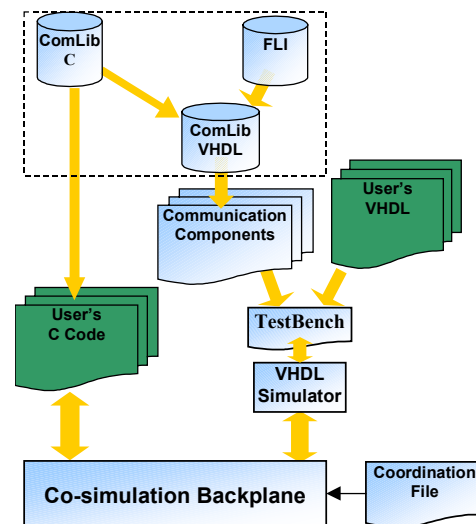 ComLib
C
FLI
ComLib
VHDL
Communication
Components
User's
VHDL
User's
C Code
TestBench
VHDL
Simulator
Co-simulation Backplane
Coordination
File